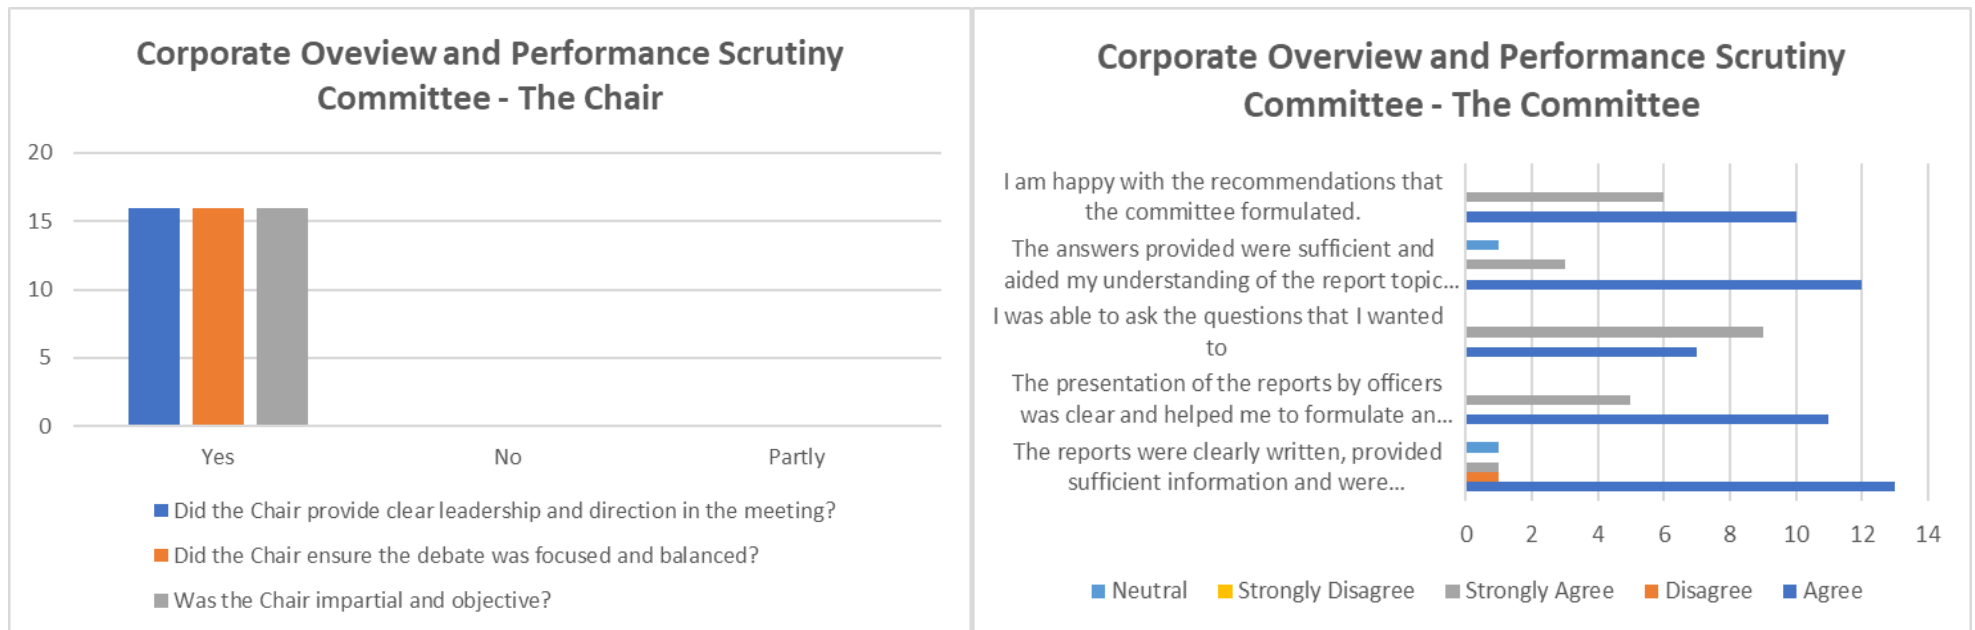 Corporate Oveview and Performance Scrutiny
Committee - The Chair
20
15
10
5
0
Yes
No
Partly
Did the Chair provide clear leadership and direction in the meeting?
Did the Chair ensure the debate was focused and balanced?
Was the Chair impartial and objective?
Corporate Overview and Performance Scrutiny
Committee - The Committee
I am happy with the recommendations that
the committee formulated.
The answers provided were sufficient and
aided my understanding of the report topic...
I was able to ask the questions that I wanted
to
The presentation of the reports by officers
was clear and helped me to formulate an...
The reports were clearly written, provided
sufficient information and were...
0 2 4 6 8 10 12 14
Neutral Strongly Disagree Strongly Agree Disagree Agree